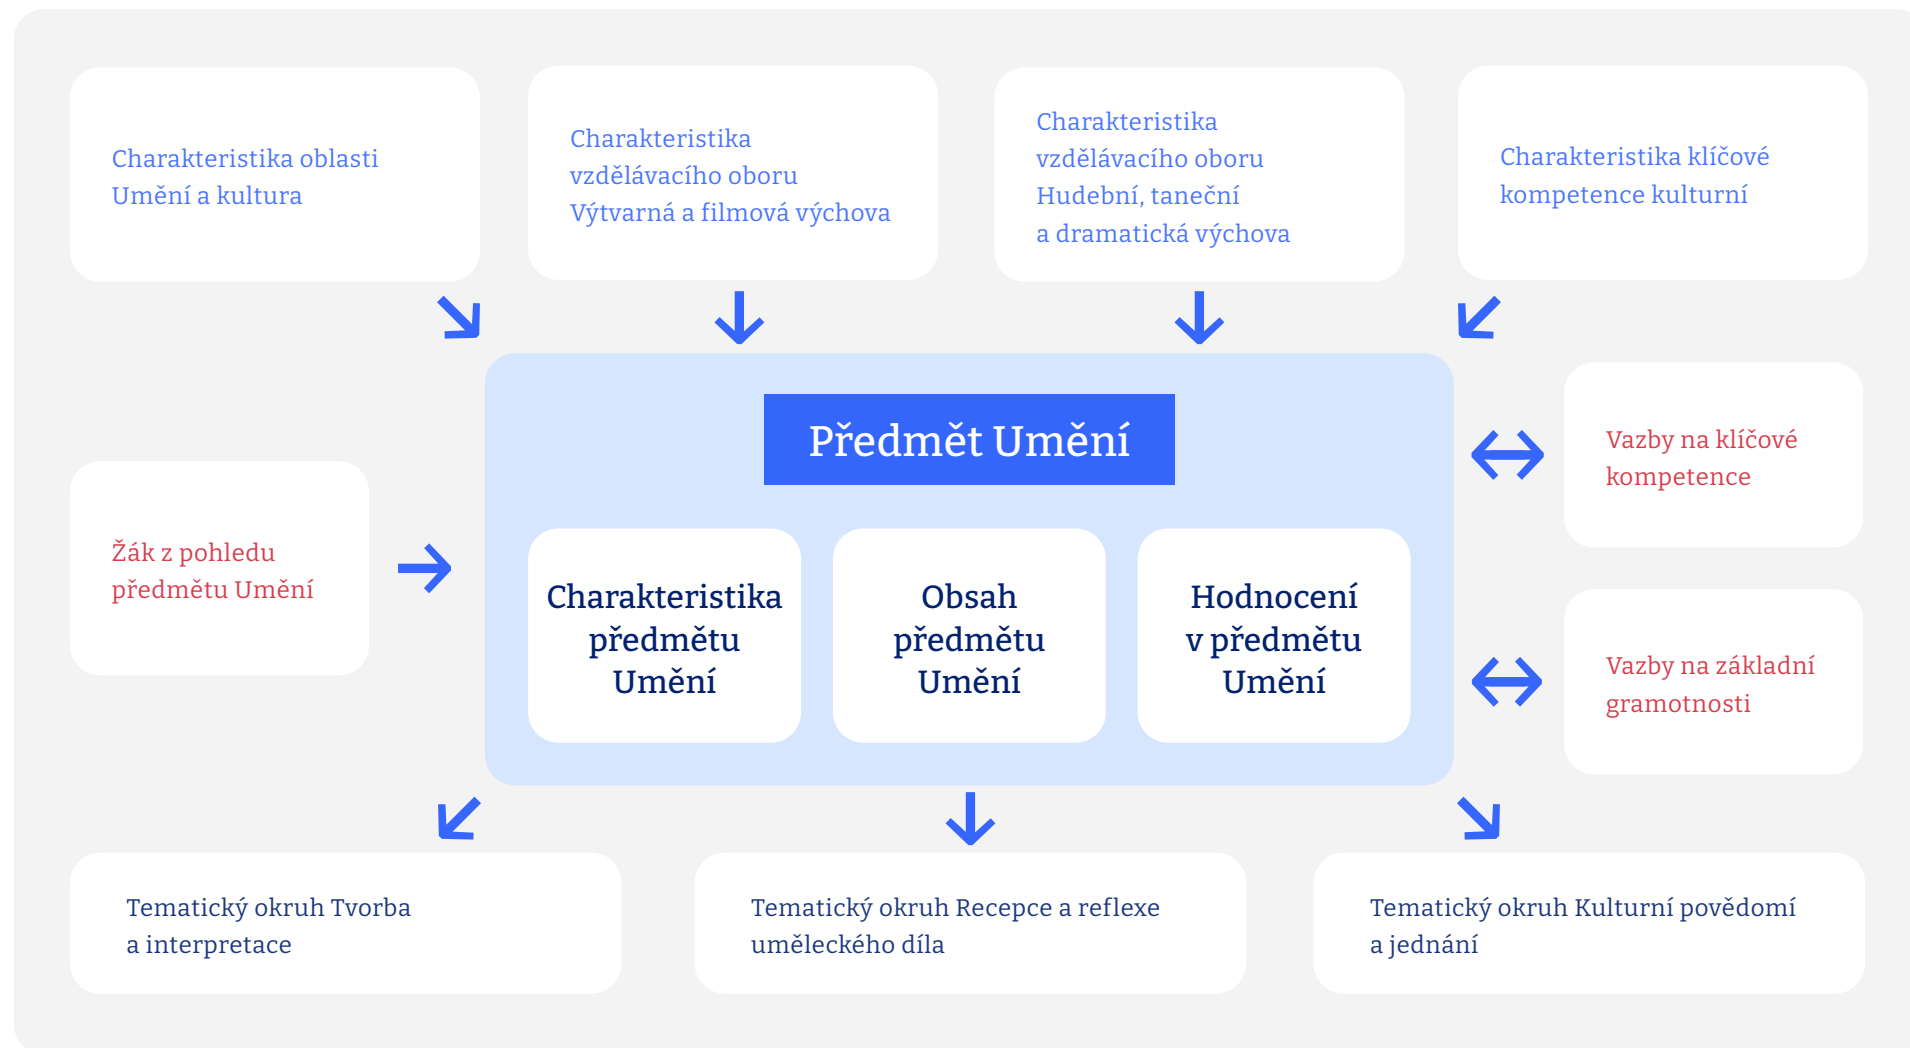 Charakteristika oblasti
Umění a kultura
Charakteristika
vzdělávacího oboru
Výtvarná a filmová výchova
Charakteristika
vzdělávacího oboru
Hudební, taneční
a dramatická výchova
Charakteristika klíčové
kompetence kulturní
Předmět Umění
Žák z pohledu
předmětu Umění
Charakteristika
předmětu
Umění
Obsah
předmětu
Umění
Hodnocení
v předmětu
Umění
Vazby na klíčové
kompetence
Vazby na základní
gramotnosti
Tematický okruh Tvorba
a interpretace
Tematický okruh Recepce a reflexe
uměleckého díla
Tematický okruh Kulturní povědomí
a jednání